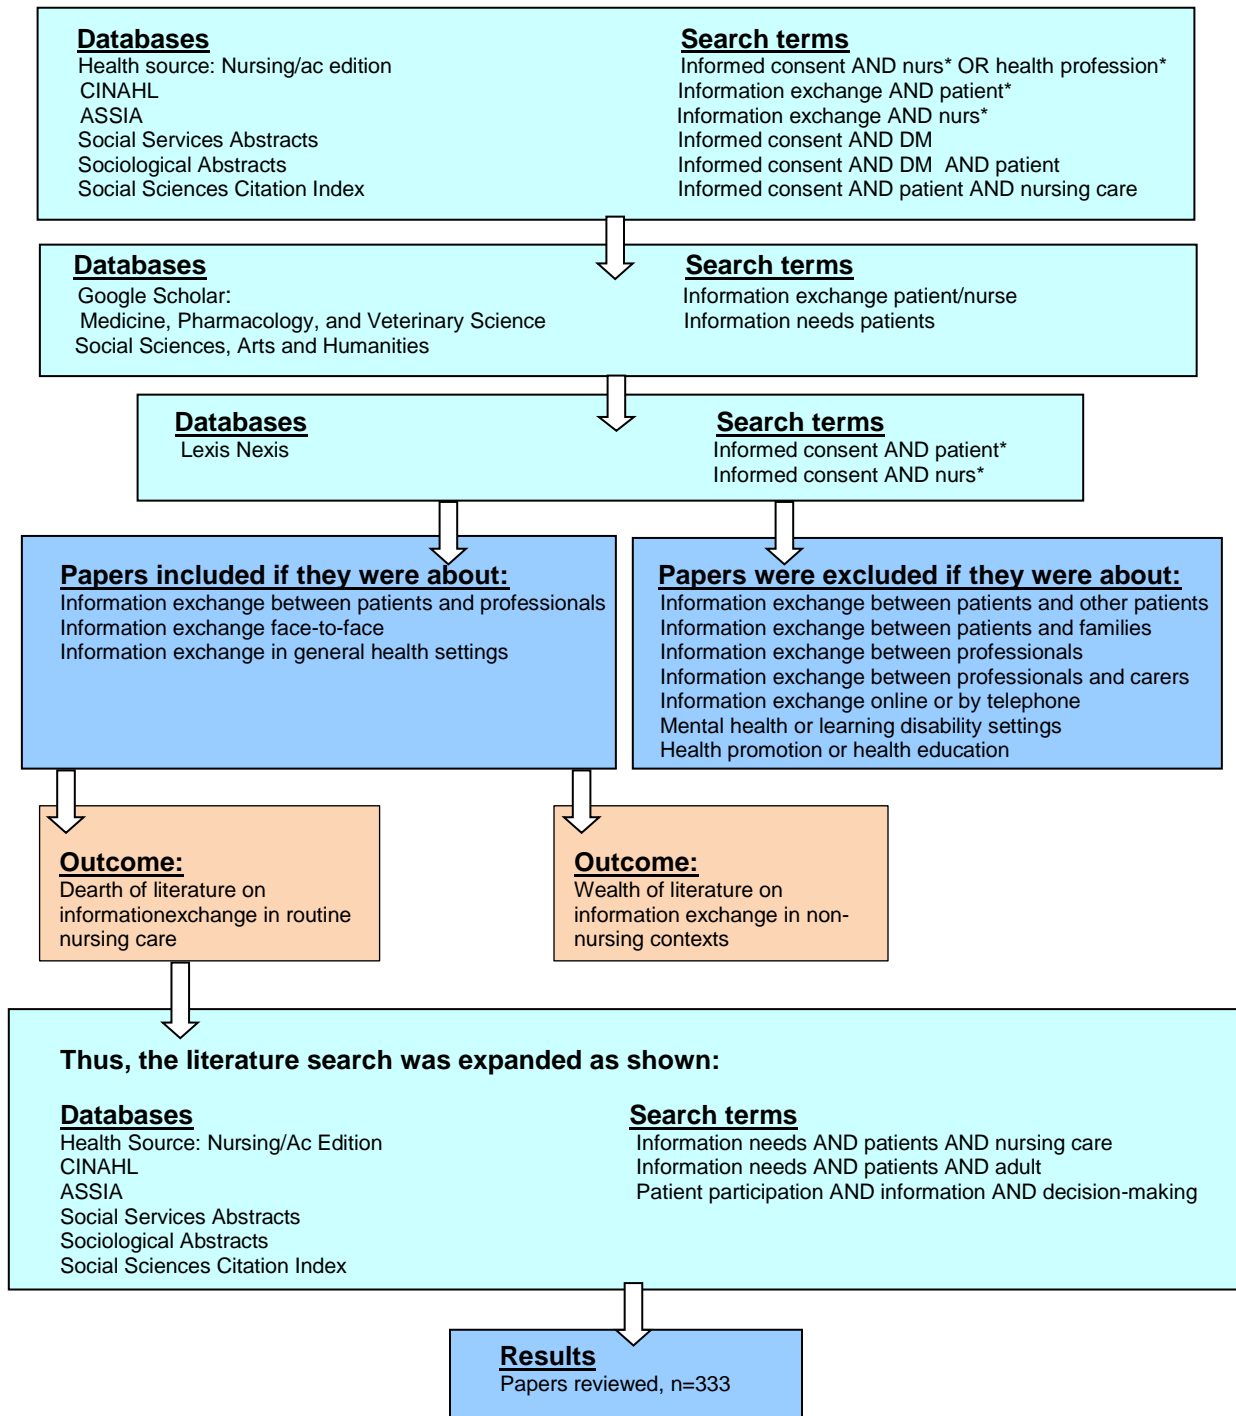 Databases
Health source: Nursing/ac edition
CINAHL
ASSIA
Social Services Abstracts
Sociological Abstracts
Social Sciences Citation Index
Search terms
Informed consent AND nurs* OR health profession*
Information exchange AND patient*
Information exchange AND nurs*
Informed consent AND DM
Informed consent AND DM AND patient
Informed consent AND patient AND nursing care
Databases
Google Scholar:
Medicine, Pharmacology, and Veterinary Science
Social Sciences, Arts and Humanities
Search terms
Information exchange patient/nurse
Information needs patients
Databases
Lexis Nexis
Search terms
Informed consent AND patient*
Informed consent AND nurs*
Papers included if they were about:
Information exchange between patients and professionals
Information exchange face-to-face
Information exchange in general health settings
Papers were excluded if they were about:
Information exchange between patients and other patients
Information exchange between patients and families
Information exchange between professionals
Information exchange between professionals and carers
Information exchange online or by telephone
Mental health or learning disability settings
Health promotion or health education
Outcome:
Dearth of literature on
informationexchange in routine
nursing care
Outcome:
Wealth of literature on
information exchange in non-
nursing contexts
Thus, the literature search was expanded as shown:
Databases
Health Source: Nursing/Ac Edition
CINAHL
ASSIA
Social Services Abstracts
Sociological Abstracts
Social Sciences Citation Index
Search terms
Information needs AND patients AND nursing care
Information needs AND patients AND adult
Patient participation AND information AND decision-making
Results
Papers reviewed, n=333